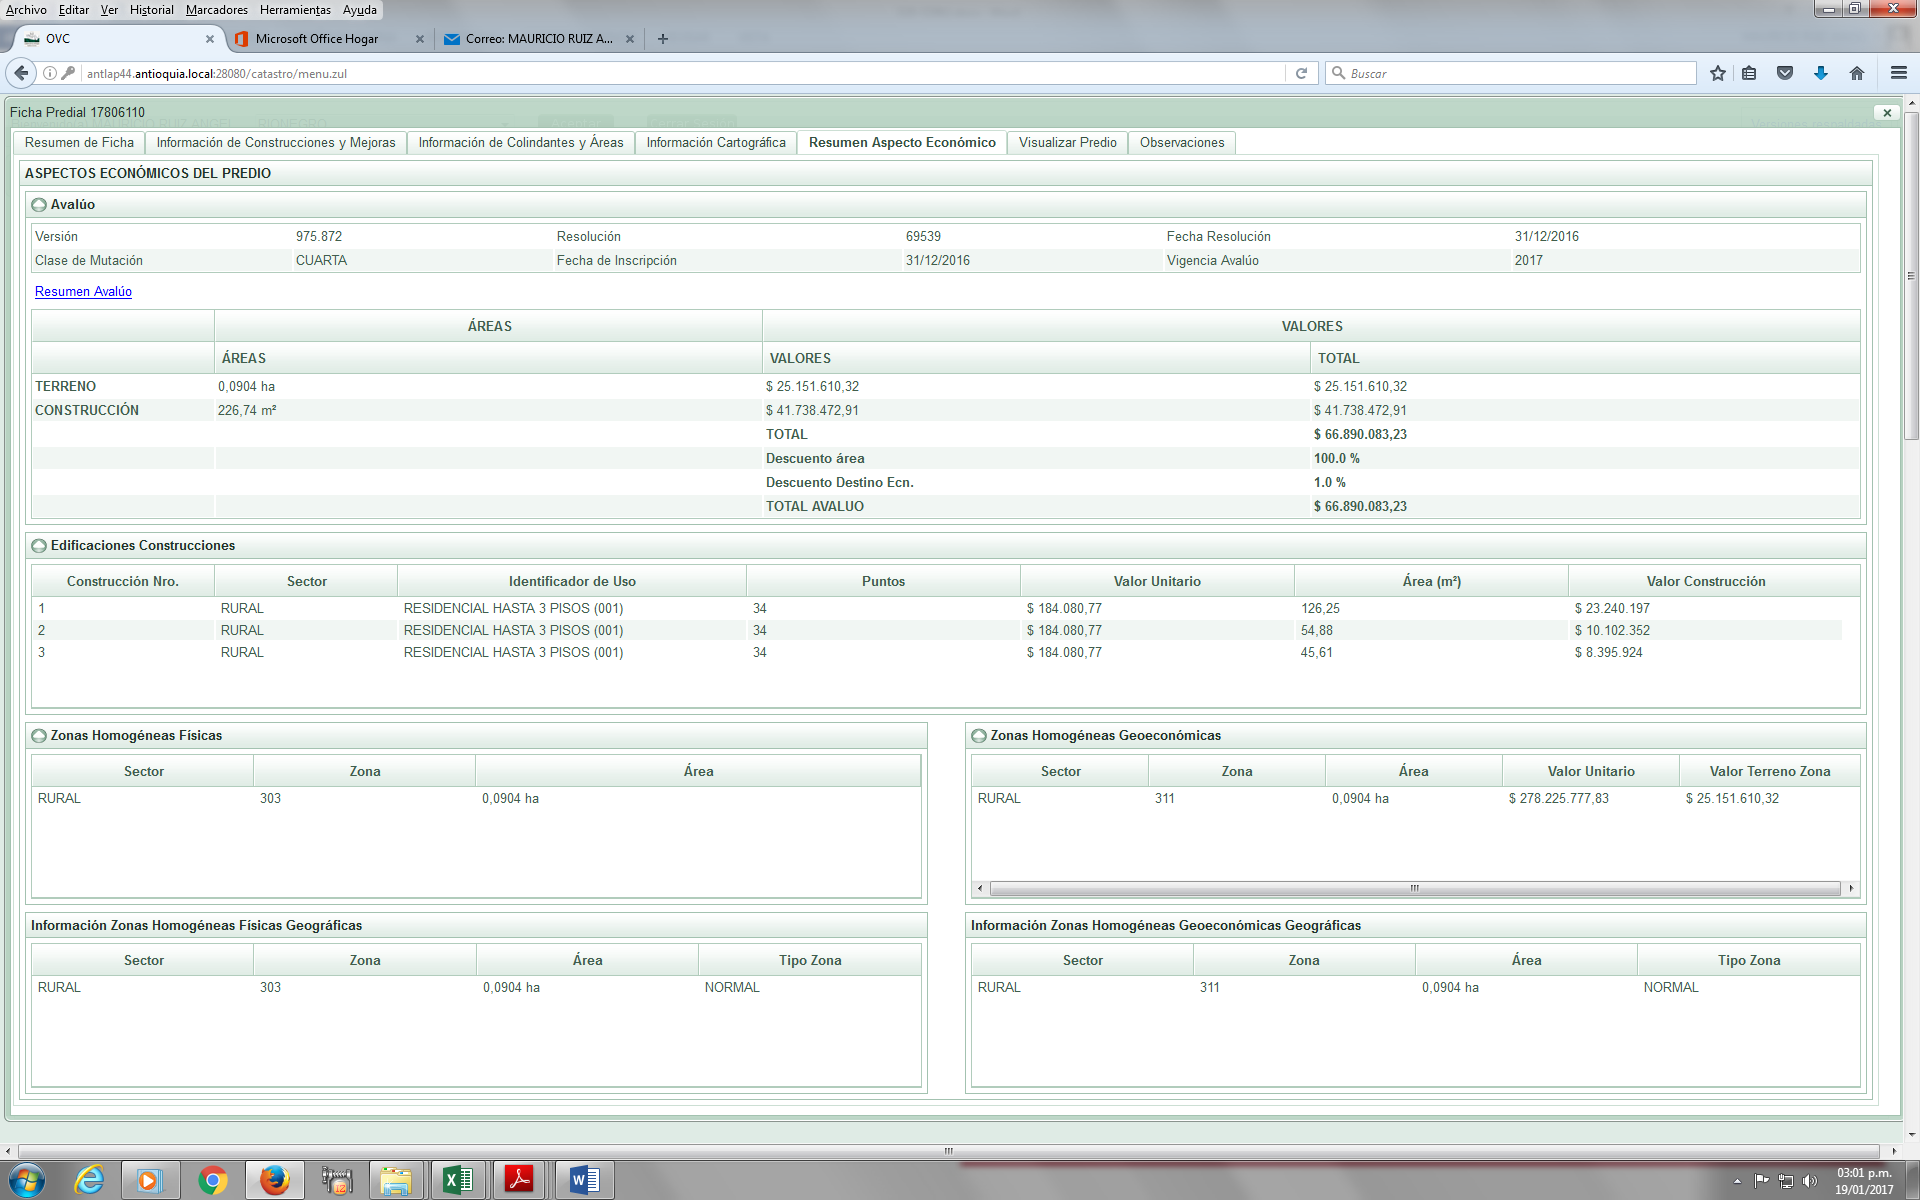 Archivo Editar Ver Historial Marcadores Herramientas Ayuda
OVC Microsoft Office Hogar Correo: MAURICIO RUIZ A...
antlap44.antioquia.local:28080/catastro/menu.zul Buscar
Ficha Predial 17806110
Resumen de Ficha Información de Construcciones y Mejoras Información de Colindantes y Áreas Información Cartográfica Resumen Aspecto Económico Visualizar Predio Observaciones
ASPECTOS ECONÓMICOS DEL PREDIO
Avalúo
Versión 975.872 Resolución 69539 Fecha Resolución 31/12/2016
Clase de Mutación CUARTA Fecha de Inscripción 31/12/2016 Vigencia Avalúo 2017
Resumen Avalúo
ÁREAS VALORES
ÁREAS VALORES TOTAL
TERRENO 0,0904 ha $ 25.151.610,32 $ 25.151.610,32
CONSTRUCCIÓN 226,74 m² $ 41.738.472,91 $ 41.738.472,91
TOTAL $ 66.890.083,23
Descuento área 100.0 %
Descuento Destino Ecn. 1.0 %
TOTAL AVALUO $ 66.890.083,23
Edificaciones Construcciones
Construcción Nro. Sector Identificador de Uso Puntos Valor Unitario Área (m²) Valor Construcción
1 RURAL RESIDENCIAL HASTA 3 PISOS (001) 34 $ 184.080,77 126,25 $ 23.240.197
2 RURAL RESIDENCIAL HASTA 3 PISOS (001) 34 $ 184.080,77 54,88 $ 10.102.352
3 RURAL RESIDENCIAL HASTA 3 PISOS (001) 34 $ 184.080,77 45,61 $ 8.395.924
Zonas Homogéneas Físicas
Sector Zona Área
RURAL 303 0,0904 ha
Zonas Homogéneas Geoeconómicas
Sector Zona Área Valor Unitario Valor Terreno Zona
RURAL 311 0,0904 ha $ 278.225.777,83 $ 25.151.610,32
Información Zonas Homogéneas Físicas Geográficas
Sector Zona Área Tipo Zona
RURAL 303 0,0904 ha NORMAL
Información Zonas Homogéneas Geoeconómicas Geográficas
Sector Zona Área Tipo Zona
RURAL 311 0,0904 ha NORMAL
03:01 p.m.
19/01/2017